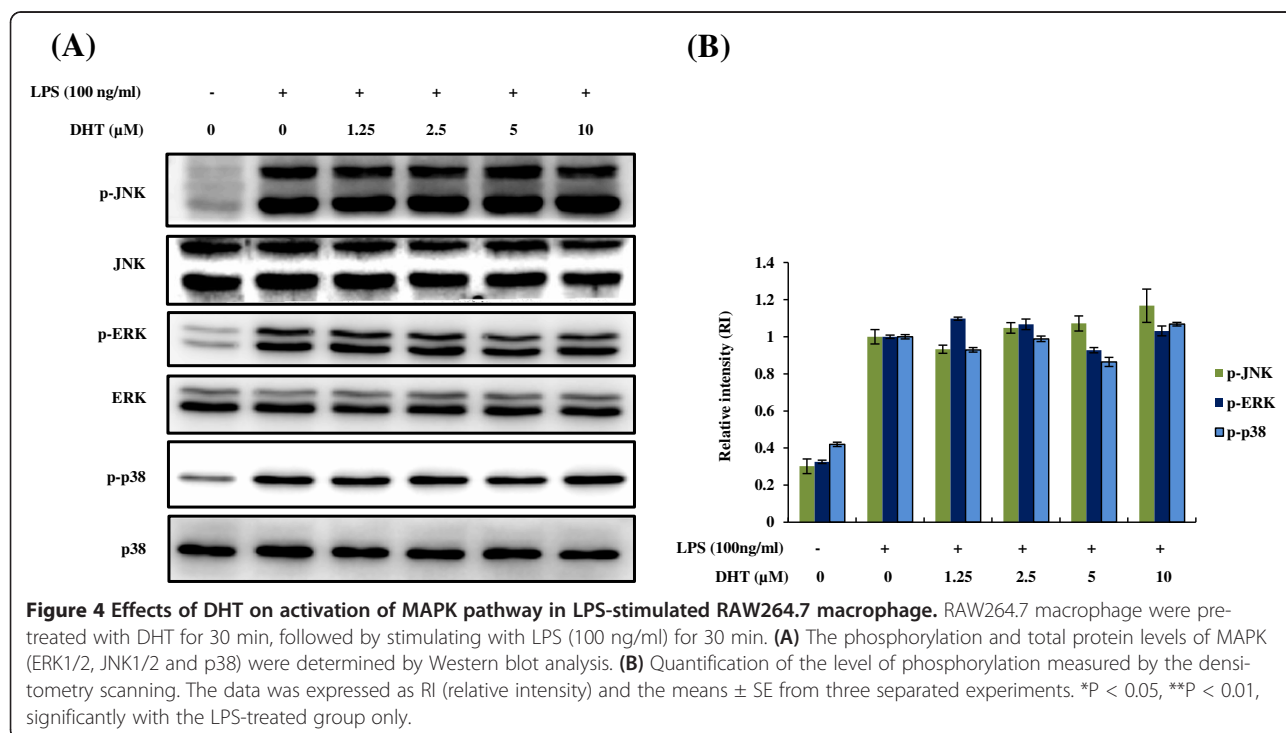 (A)
LPS (100 ng/ml) - + + + + +
DHT (µM) 0 0 1.25 2.5 5 10
p-JNK
JNK
p-ERK
ERK
p-p38
p38
(B)
1.4
1.2
1
0.8
0.6
0.4
0.2
0
Relative intensity (RI)
p-JNK
p-ERK
p-p38
LPS (100ng/ml) - + + + + +
DHT (µM) 0 0 1.25 2.5 5 10
Figure 4 Effects of DHT on activation of MAPK pathway in LPS-stimulated RAW264.7 macrophage. RAW264.7 macrophage were pre-
treated with DHT for 30 min, followed by stimulating with LPS (100 ng/ml) for 30 min. (A) The phosphorylation and total protein levels of MAPK
(ERK1/2, JNK1/2 and p38) were determined by Western blot analysis. (B) Quantification of the level of phosphorylation measured by the densi-
tometry scanning. The data was expressed as RI (relative intensity) and the means ± SE from three separated experiments. *P < 0.05, **P < 0.01,
significantly with the LPS-treated group only.